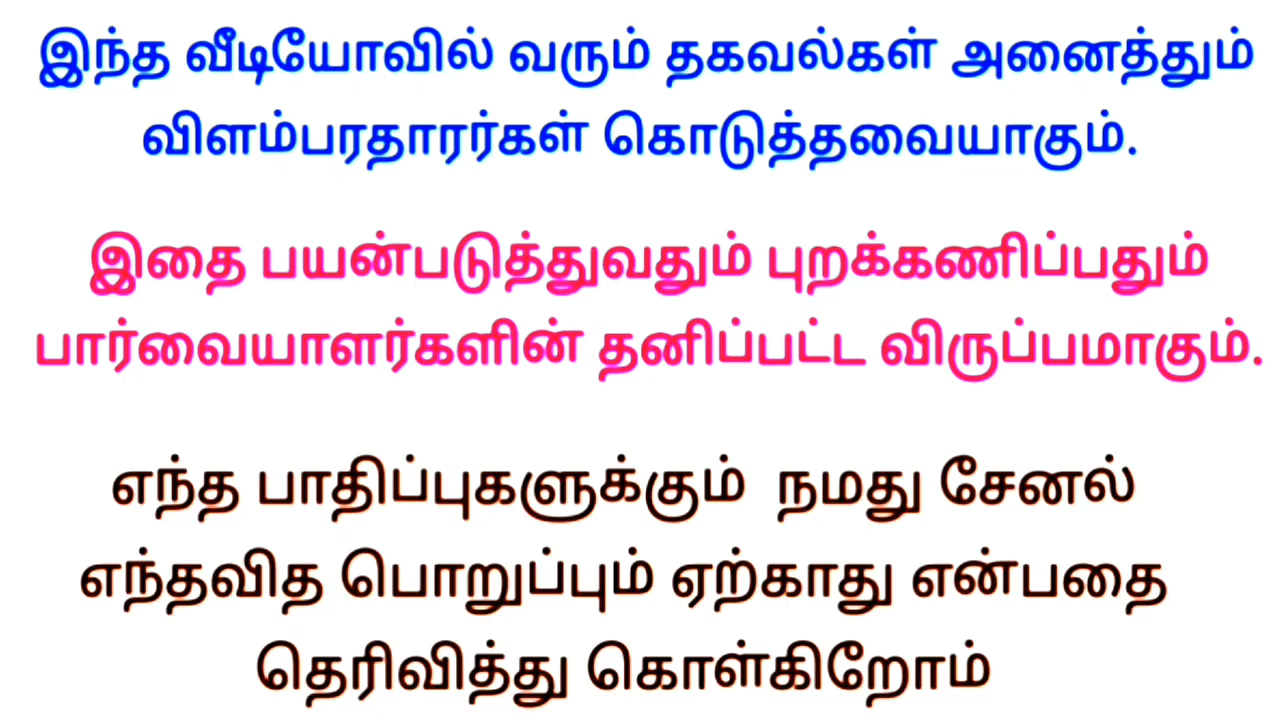 இந்த வீடியோவில் வரும் தகவல்கள் அனைத்தும்
விளம்பரதாரர்கள் கொடுத்தவையாகும்.
இதை பயன்படுத்துவதும் புறக்கணிப்பதும்
பார்வையாளர்களின் தனிப்பட்ட விருப்பமாகும்.
எந்த பாதிப்புகளுக்கும் நமது சேனல்
எந்தவித பொறுப்பும் ஏற்காது என்பதை
தெரிவித்து கொள்கிறோம்